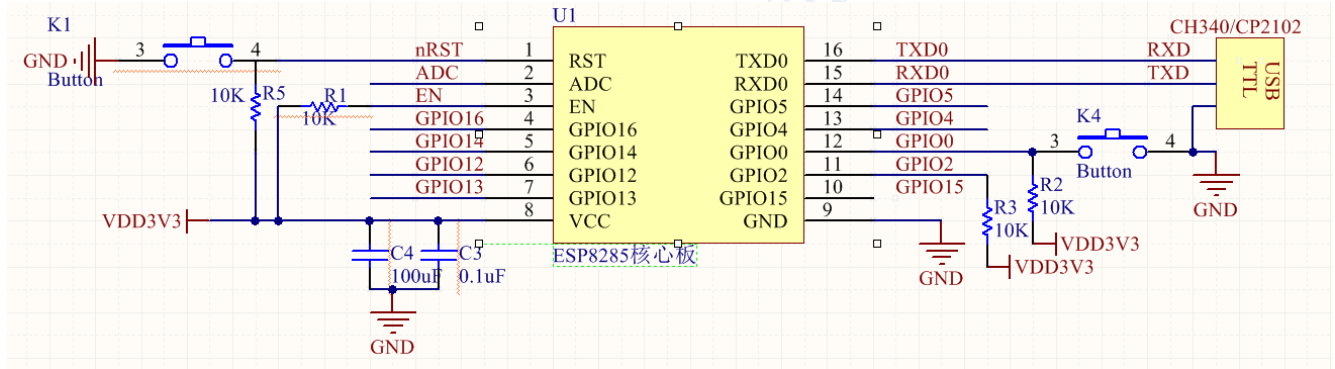 K1
GND
3
4
Button
10K
R5
R1
10K
nRST
ADC
EN
GPIO16
GPIO14
GPIO12
GPIO13
1
2
3
4
5
6
7
8
VDD3V3
C4
100uF
C3
0.1uF
GND
U1
RST
ADC
EN
GPIO16
GPIO14
GPIO12
GPIO13
VCC
TXD0
RXD0
GPIO5
GPIO4
GPIO0
GPIO2
GPIO15
GND
ESP8285核心板
16
15
14
13
12
11
10
9
TXD0
RXD0
GPIO5
GPIO4
GPIO0
GPIO2
GPIO15
GND
R3
10K
VDD3V3
R2
10K
VDD3V3
K4
3
4
Button
GND
CH340/CP2102
RXD
TXD
USB
TTL